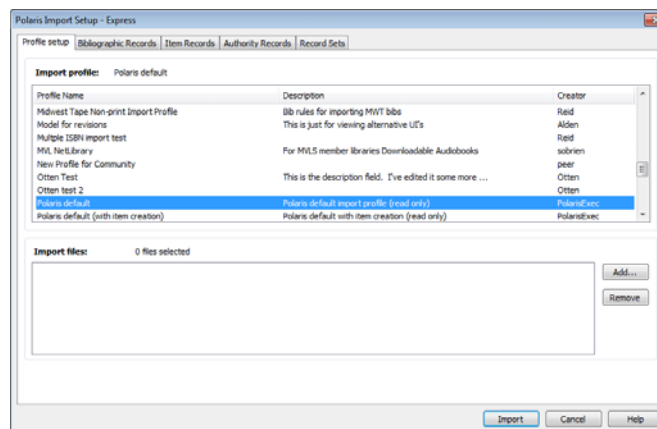 Polaris Import Setup - Express
Profile setup Bibliographic Records Item Records Authority Records Record Sets
Import profile: Polaris default
Profile Name Description Creator
Midwest Tape Non-print Import Profile Bib rules for importing MWT bibs Reid
Model for revisions This is just for viewing alternative UI's Alden
Multple ISBN import test Reid
MVL NetLibrary For MVLS member libraries Downloadable Audiobooks sobrien
New Profile for Community peer
Otten Test This is the description field. I've edited it some more ... Otten
Otten test 2 Otten
Polaris default Polaris default import profile (read only) PolarisExec
Polaris default (with item creation) Polaris default with item creation (read only) PolarisExec
Import files: 0 files selected
Add...
Remove
Import Cancel Help